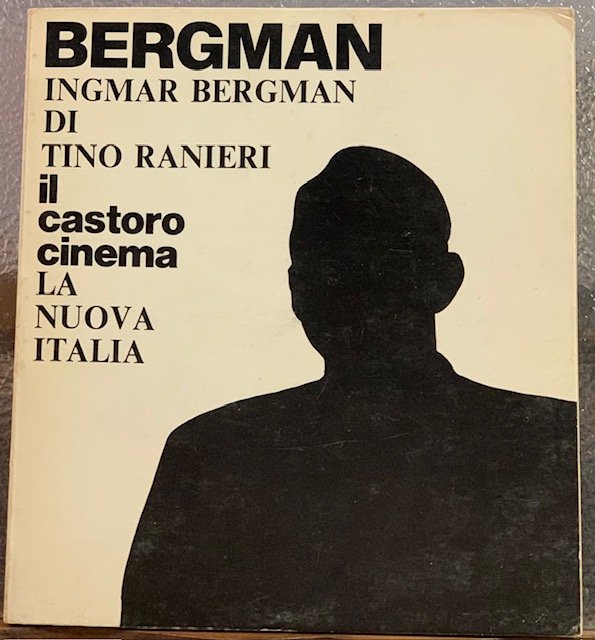 BERGMAN
INGMAR BERGMAN
DI
TINO RANIERI
il
castoro
cinema
LA
NUOVA
ITALIA